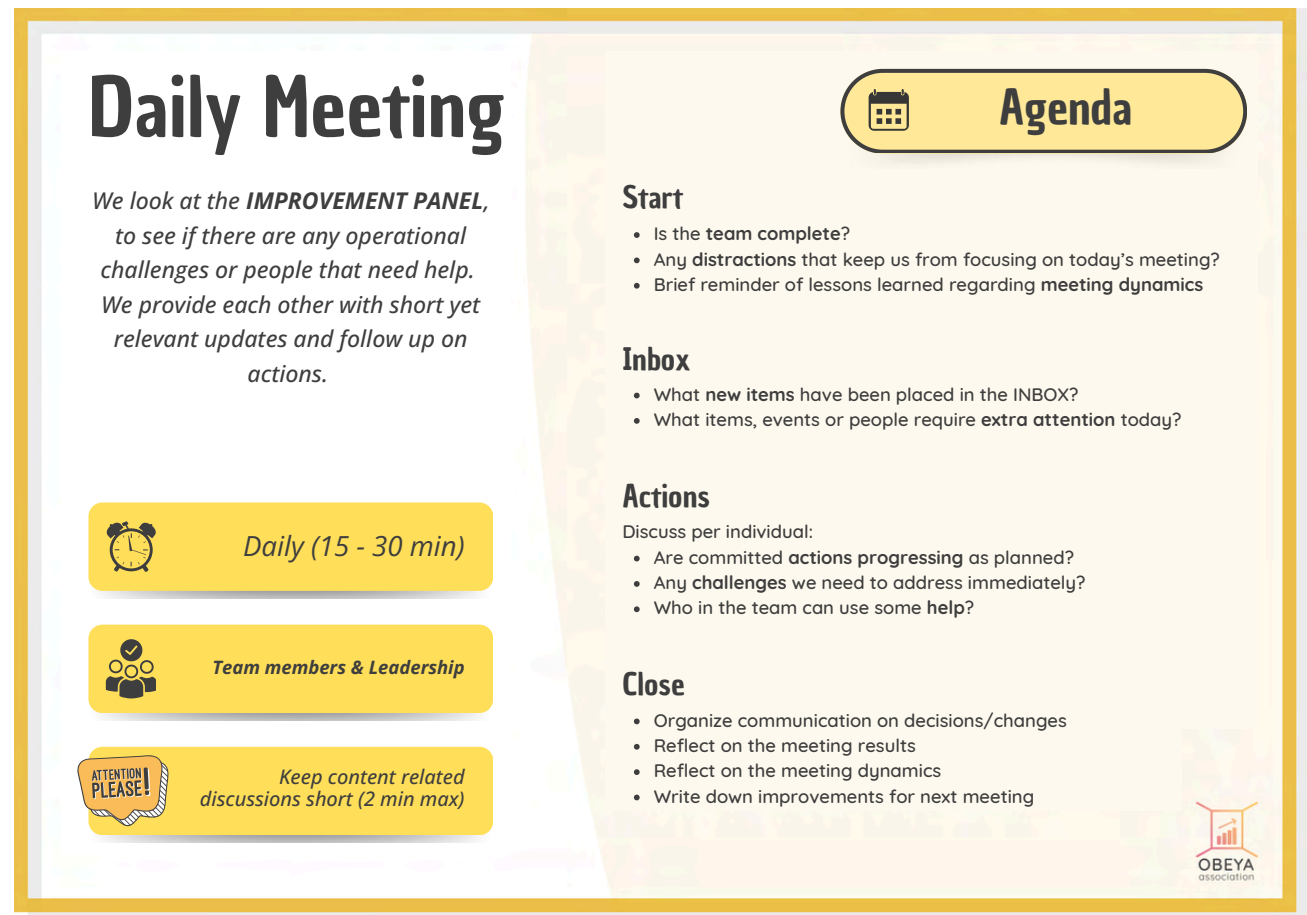 Daily Meeting
We look at the IMPROVEMENT PANEL,
to see if there are any operational
challenges or people that need help.
We provide each other with short yet
relevant updates and follow up on
actions.
Daily (15 - 30 min)
Team members & Leadership
ATTENTION
PLEASE!
Keep content related
discussions short (2 min max)
Agenda
Start
• Is the team complete?
• Any distractions that keep us from focusing on today's meeting?
• Brief reminder of lessons learned regarding meeting dynamics
Inbox
• What new items have been placed in the INBOX?
• What items, events or people require extra attention today?
Actions
Discuss per individual:
• Are committed actions progressing as planned?
• Any challenges we need to address immediately?
• Who in the team can use some help?
Close
• Organize communication on decisions/changes
• Reflect on the meeting results
• Reflect on the meeting dynamics
• Write down improvements for next meeting
OBEYA
association